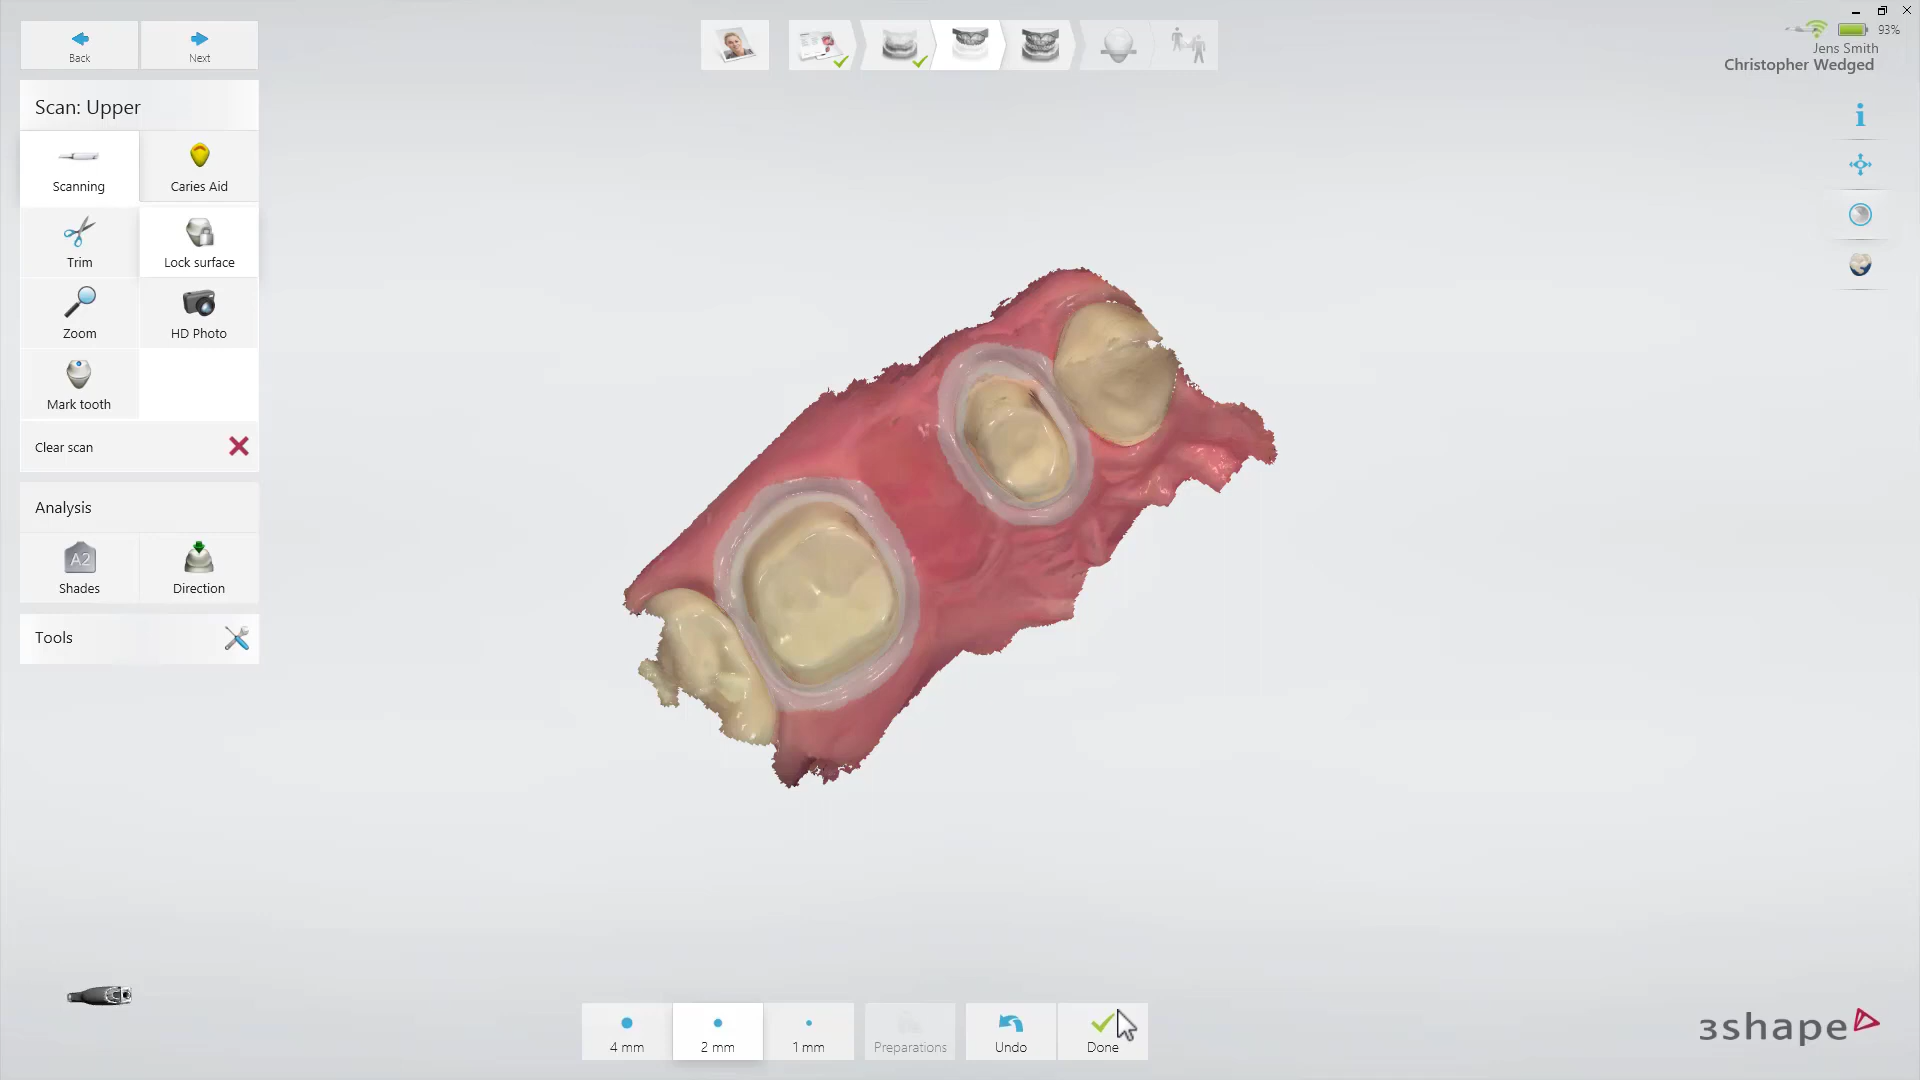 Back
Next
93%
Jens Smith
Christopher Wedged
Scan: Upper
Scanning
Caries Aid
Trim
Lock surface
Zoom
HD Photo
Mark tooth
Clear scan
Analysis
A2
Shades
Direction
Tools
4 mm
2 mm
1 mm
Preparations
Undo
Done
3shape